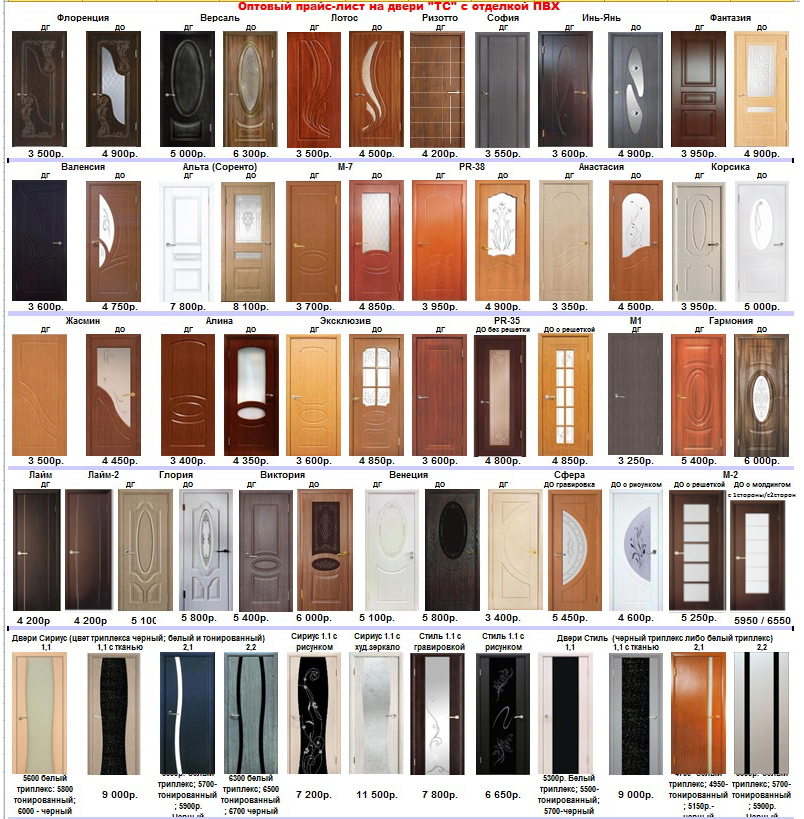 Оптовый прайс-лист на двери "ТС" с отделкой ПВХ
Флоренция Версаль Лотос Ризотто София Инь-Янь Фантазия
ДГ ДО ДГ ДО ДГ ДО ДГ ДГ ДГ ДО ДГ ДО
3 500р. 4 900р. 5 000р. 6 300р. 3 500р. 4 500р. 4 200р. 3 550р. 3 600р. 4 900р. 3 950р. 4 900р.
Валенсия Альта (Соренто) М-7 PR-38 Анастасия Корсика
ДГ ДО ДГ ДО ДГ ДО ДГ ДО ДГ ДО ДГ ДО
3 600р. 4 750р. 7 800р. 8 100р. 3 700р. 4 850р. 3 950р. 4 900р. 3 350р. 4 500р. 3 950р. 5 000р.
Жасмин Алина Эксклюзив PR-35 М1 Гармония
ДГ ДО ДГ ДО ДГ ДО ДГ ДО без решетки ДО с решеткой ДГ ДГ ДО
3 500р. 4 450р. 3 400р. 4 350р. 3 600р. 4 850р. 3 600р. 4 800р. 4 850р. 3 250р. 5 400р. 6 000р.
Лайм Лайм-2 Глория Виктория Венеция Сфера М-2
ДГ ДГ ДГ ДО ДГ ДО ДГ ДО ДГ ДО гравировка ДО с рисунком ДО с решеткой ДО с молдингом
с 1стороны/с2сторон
4 200р 4 200р 5 100 5 800р. 5 400р. 6 000р. 5 100р. 5 800р. 3 400р. 5 450р. 4 600р. 5 250р. 5950 / 6550
Двери Сириус (цвет триплекса черный; белый и тонированный) Сириус 1.1 с Сириус 1.1 с Стиль 1.1 с Стиль 1.1 с Двери Стиль (черный триплекс либо белый триплекс)
1,1 1,1 с тканью 2,1 2,2 рисунком худ.зеркало гравировкой рисунком 1,1 1,1 с тканью 2,1 2,2
5600 белый 6300 белый 5300р. Белый
триплекс; 5800 9 000р. триплекс; 5700- триплекс; 6500 7 200р. 11 500р. 7 800р. 6 650р. триплекс; 5500- 9 000р. триплекс; 4950- триплекс; 5700-
тонированный; тонированный тонированный тонированный; тонированный тонированный
6000 - черный ; 5900р. ; 6700 черный 5700-черный ; 5150р.- ; 5900р.